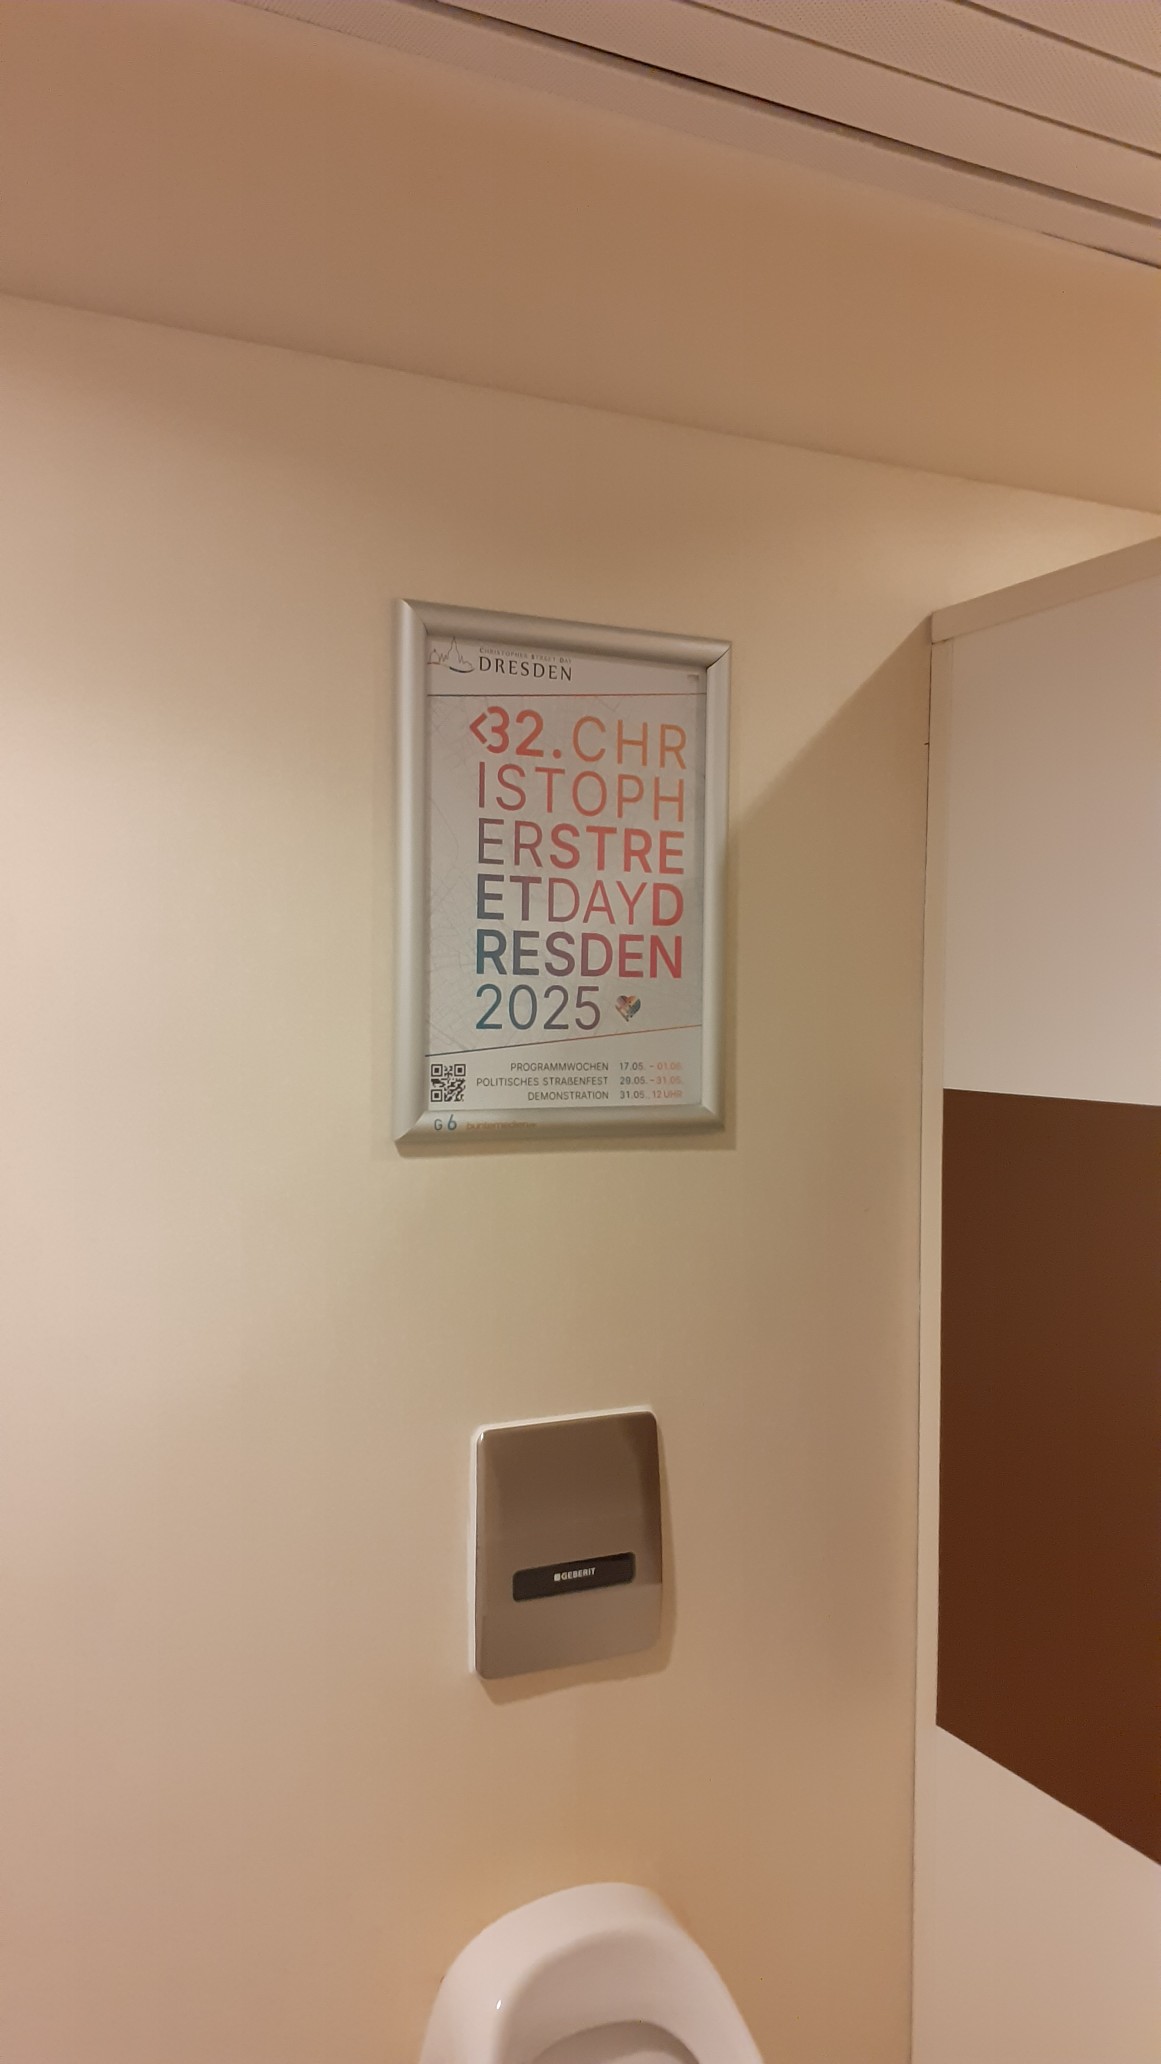 CHRISTOPHER STREET DAY
DRESDEN
<32.CHR
ISTOPH
ERSTRE
ETDAYD
RESDEN
2025
PROGRAMMWOCHEN 17.05. – 01.06.
POLITISCHES STRAßENFEST 29.05. – 31.05.
DEMONSTRATION 31.05., 12 UHR
G 6
GEBERIT